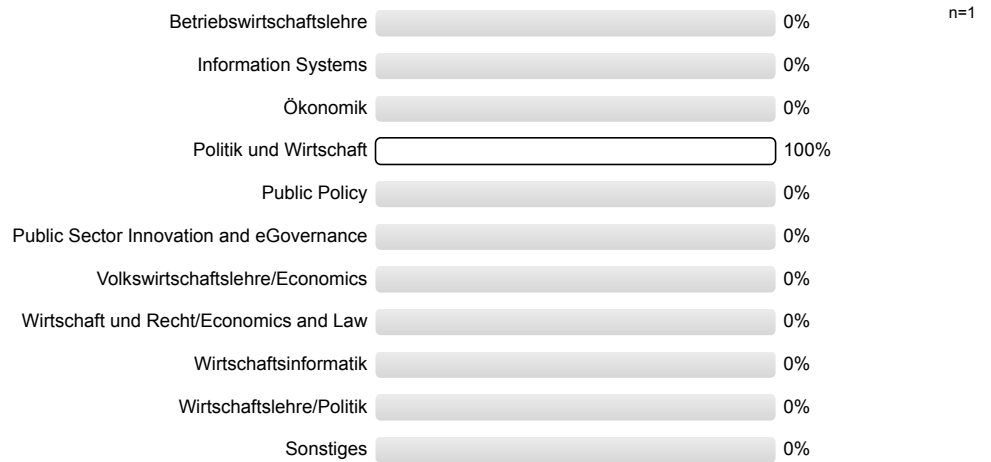 Betriebswirtschaftslehre 0% n=1
Information Systems 0%
Ökonomik 0%
Politik und Wirtschaft 100%
Public Policy 0%
Public Sector Innovation and eGovernance 0%
Volkswirtschaftslehre/Economics 0%
Wirtschaft und Recht/Economics and Law 0%
Wirtschaftsinformatik 0%
Wirtschaftslehre/Politik 0%
Sonstiges 0%